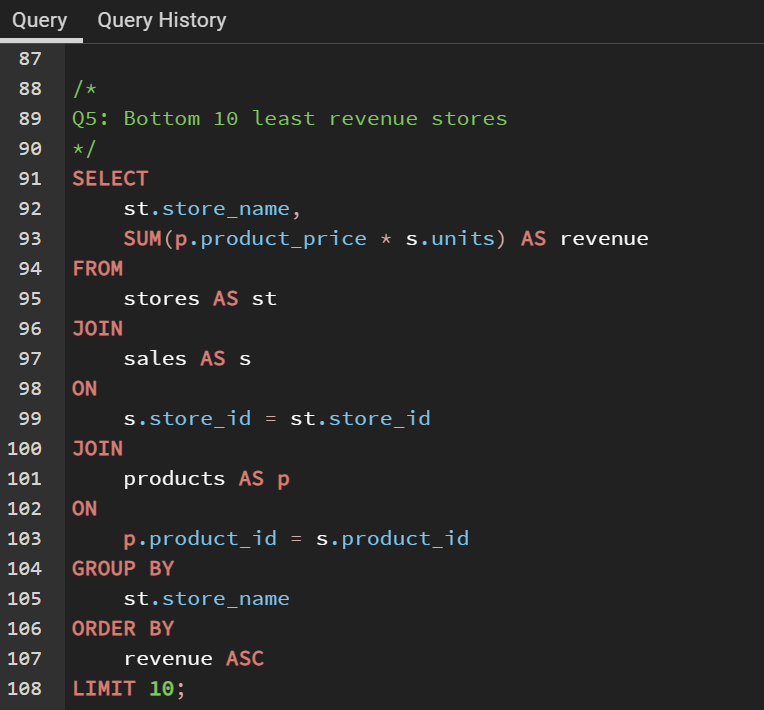 Query Query History
87
88 /*
89 Q5: Bottom 10 least revenue stores
90 */
91 SELECT
92     st.store_name,
93     SUM(p.product_price * s.units) AS revenue
94 FROM
95     stores AS st
96 JOIN
97     sales AS s
98 ON
99     s.store_id = st.store_id
100 JOIN
101     products AS p
102 ON
103     p.product_id = s.product_id
104 GROUP BY
105     st.store_name
106 ORDER BY
107     revenue ASC
108 LIMIT 10;